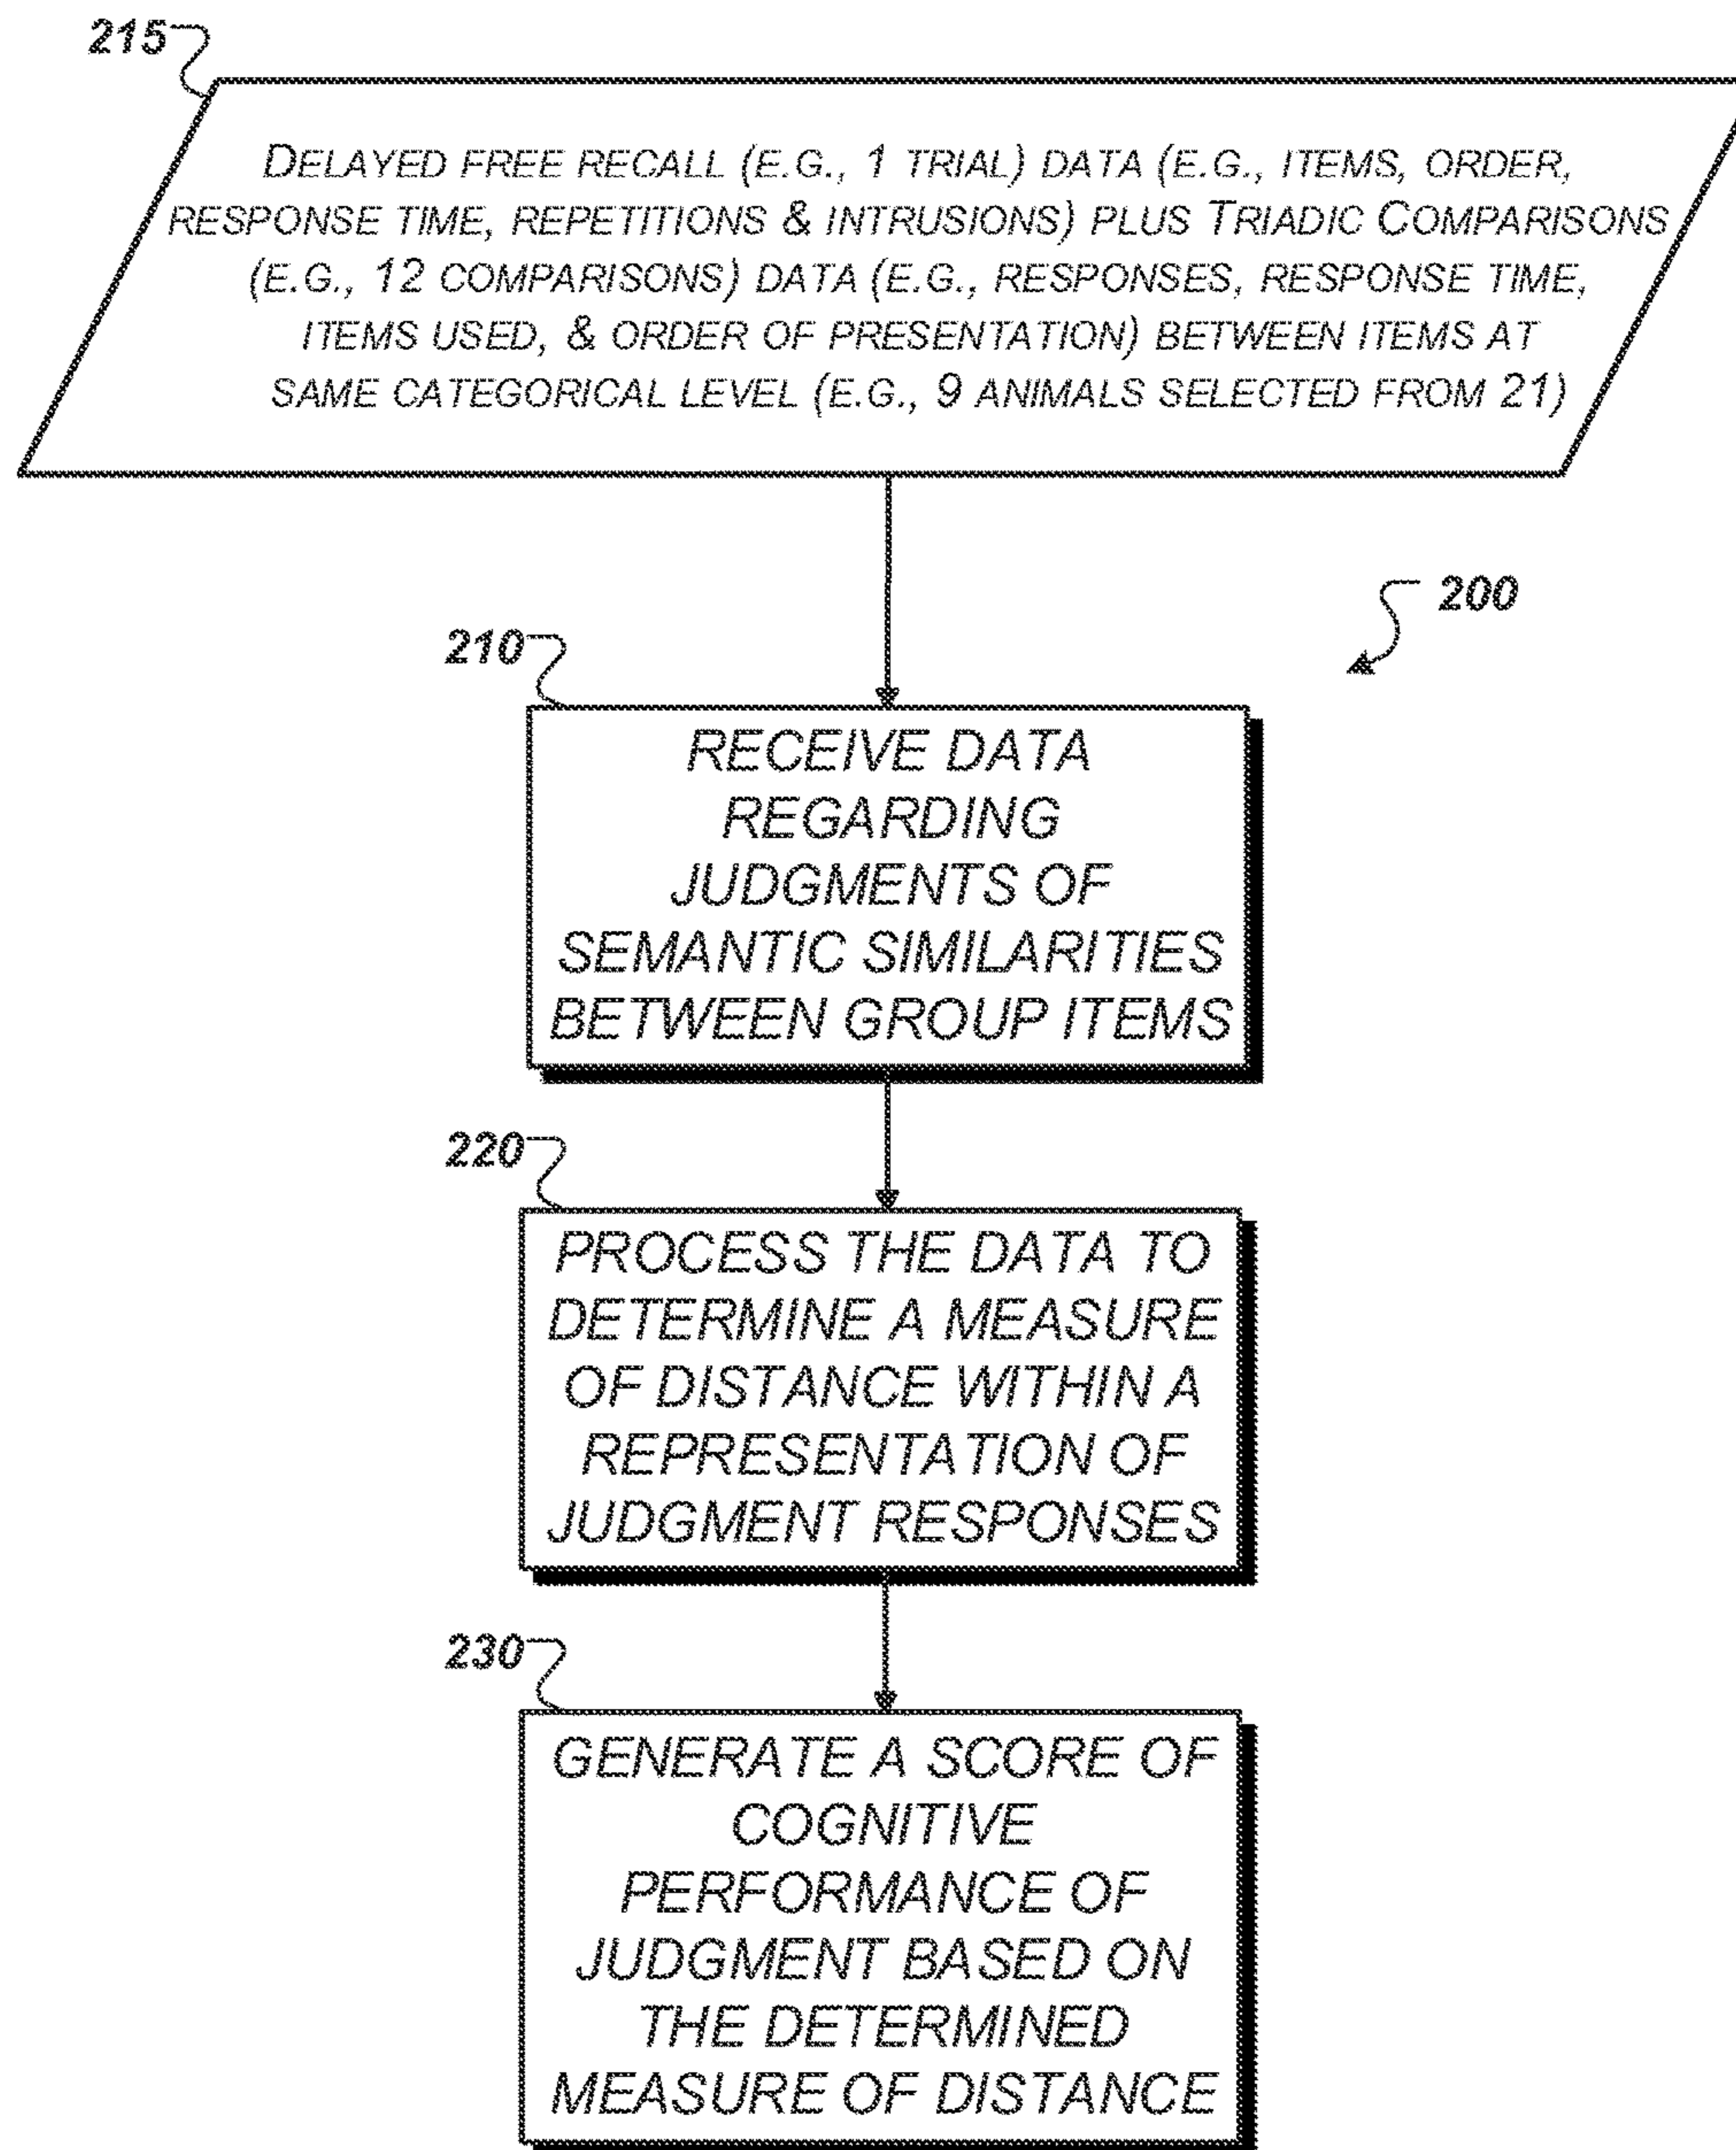 215
DELAYED FREE RECALL (E.G., 1 TRIAL) DATA (E.G., ITEMS, ORDER,
RESPONSE TIME, REPETITIONS & INTRUSIONS) PLUS TRIADIC COMPARISONS
(E.G., 12 COMPARISONS) DATA (E.G., RESPONSES, RESPONSE TIME,
ITEMS USED, & ORDER OF PRESENTATION) BETWEEN ITEMS AT
SAME CATEGORICAL LEVEL (E.G., 9 ANIMALS SELECTED FROM 21)
200
210
RECEIVE DATA
REGARDING
JUDGMENTS OF
SEMANTIC SIMILARITIES
BETWEEN GROUP ITEMS
220
PROCESS THE DATA TO
DETERMINE A MEASURE
OF DISTANCE WITHIN A
REPRESENTATION OF
JUDGMENT RESPONSES
230
GENERATE A SCORE OF
COGNITIVE
PERFORMANCE OF
JUDGMENT BASED ON
THE DETERMINED
MEASURE OF DISTANCE